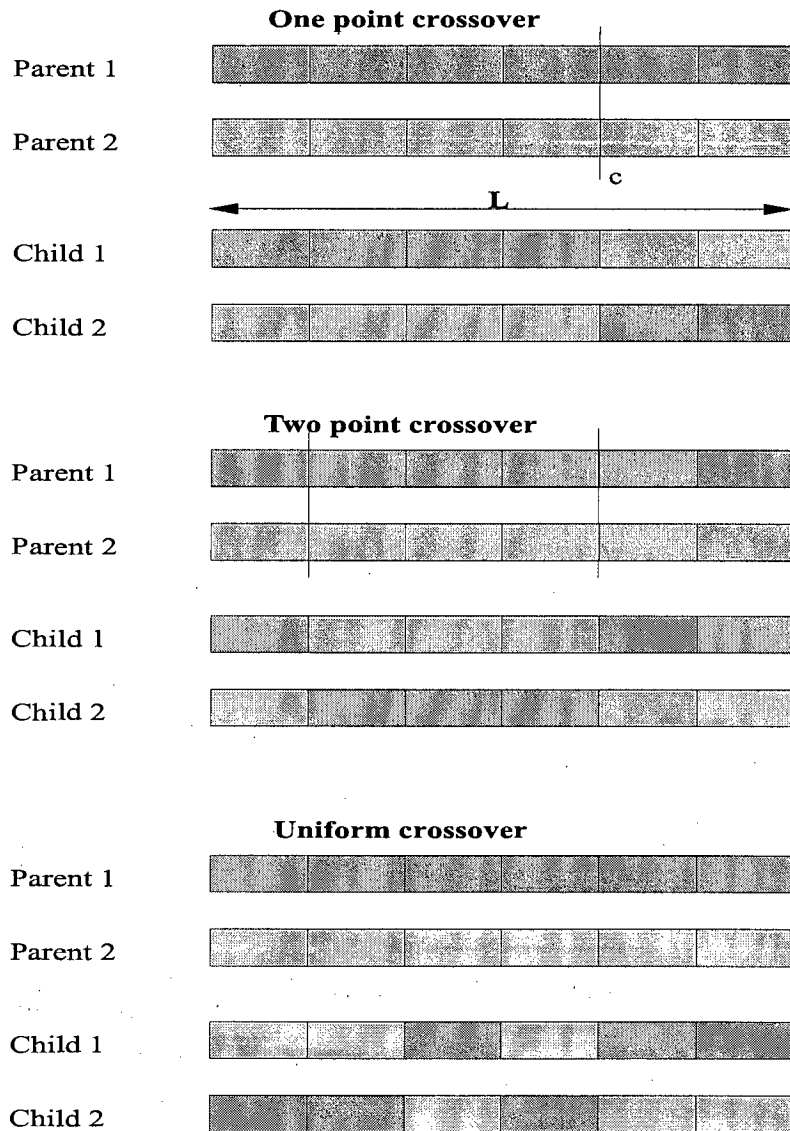 One point crossover
Parent 1
Parent 2
c
L
Child 1
Child 2
Two point crossover
Parent 1
Parent 2
Child 1
Child 2
Uniform crossover
Parent 1
Parent 2
Child 1
Child 2